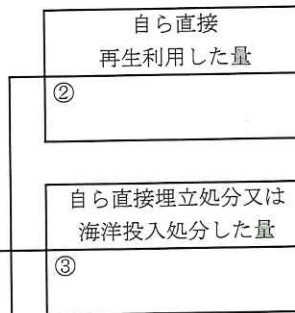 自ら直接
再生利用した量
②
自ら直接埋立処分又は
海洋投入処分した量
③